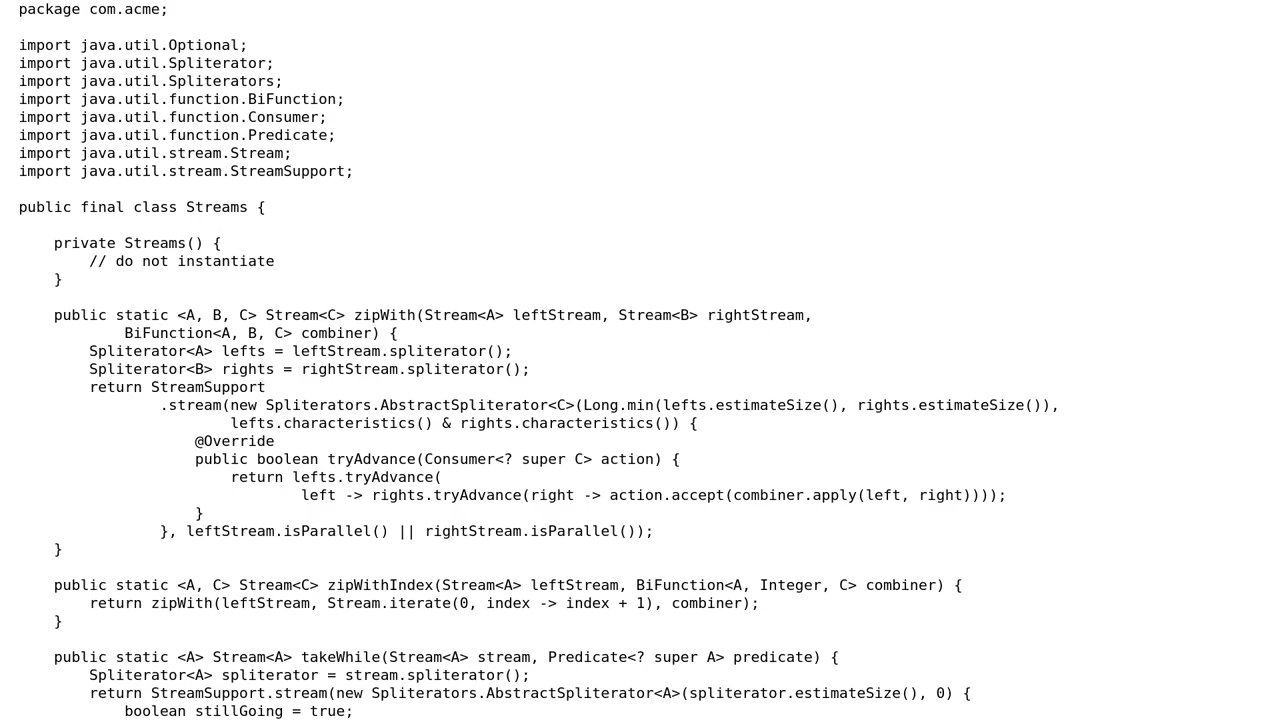 package com.acme;

import java.util.Optional;
import java.util.Spliterator;
import java.util.Spliterators;
import java.util.function.BiFunction;
import java.util.function.Consumer;
import java.util.function.Predicate;
import java.util.stream.Stream;
import java.util.stream.StreamSupport;

public final class Streams {

    private Streams() {
        // do not instantiate
    }

    public static <A, B, C> Stream<C> zipWith(Stream<A> leftStream, Stream<B> rightStream,
            BiFunction<A, B, C> combiner) {
        Spliterator<A> lefts = leftStream.spliterator();
        Spliterator<B> rights = rightStream.spliterator();
        return StreamSupport
                .stream(new Spliterators.AbstractSpliterator<C>(Long.min(lefts.estimateSize(), rights.estimateSize()),
                        lefts.characteristics() & rights.characteristics()) {
                    @Override
                    public boolean tryAdvance(Consumer<? super C> action) {
                        return lefts.tryAdvance(
                                left -> rights.tryAdvance(right -> action.accept(combiner.apply(left, right))));
                    }
                }, leftStream.isParallel() || rightStream.isParallel());
    }

    public static <A, C> Stream<C> zipWithIndex(Stream<A> leftStream, BiFunction<A, Integer, C> combiner) {
        return zipWith(leftStream, Stream.iterate(0, index -> index + 1), combiner);
    }

    public static <A> Stream<A> takeWhile(Stream<A> stream, Predicate<? super A> predicate) {
        Spliterator<A> spliterator = stream.spliterator();
        return StreamSupport.stream(new Spliterators.AbstractSpliterator<A>(spliterator.estimateSize(), 0) {
            boolean stillGoing = true;